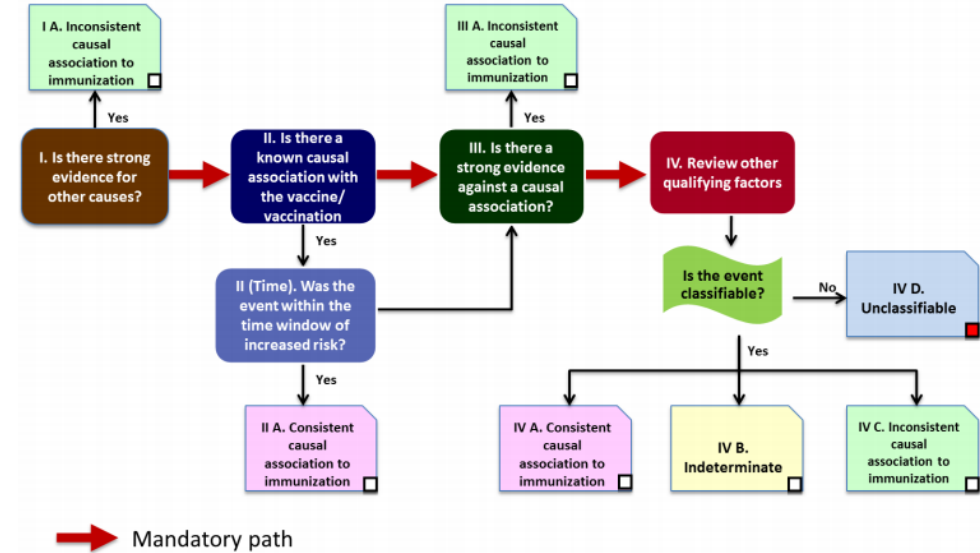 I A. Inconsistent
causal
association to
immunization
III A. Inconsistent
causal
association to
immunization
Yes
Yes
I. Is there strong
evidence for
other causes?
II. Is there a
known causal
association with
the vaccine/
vaccination
III. Is there a
strong evidence
against a causal
association?
IV. Review other
qualifying factors
Yes
II (Time). Was the
event within the
time window of
increased risk?
Is the event
classifiable?
No
IV D.
Unclassifiable
Yes
Yes
II A. Consistent
causal
association to
immunization
IV A. Consistent
causal
association to
immunization
IV B.
Indeterminate
IV C. Inconsistent
causal
association to
immunization
Mandatory path